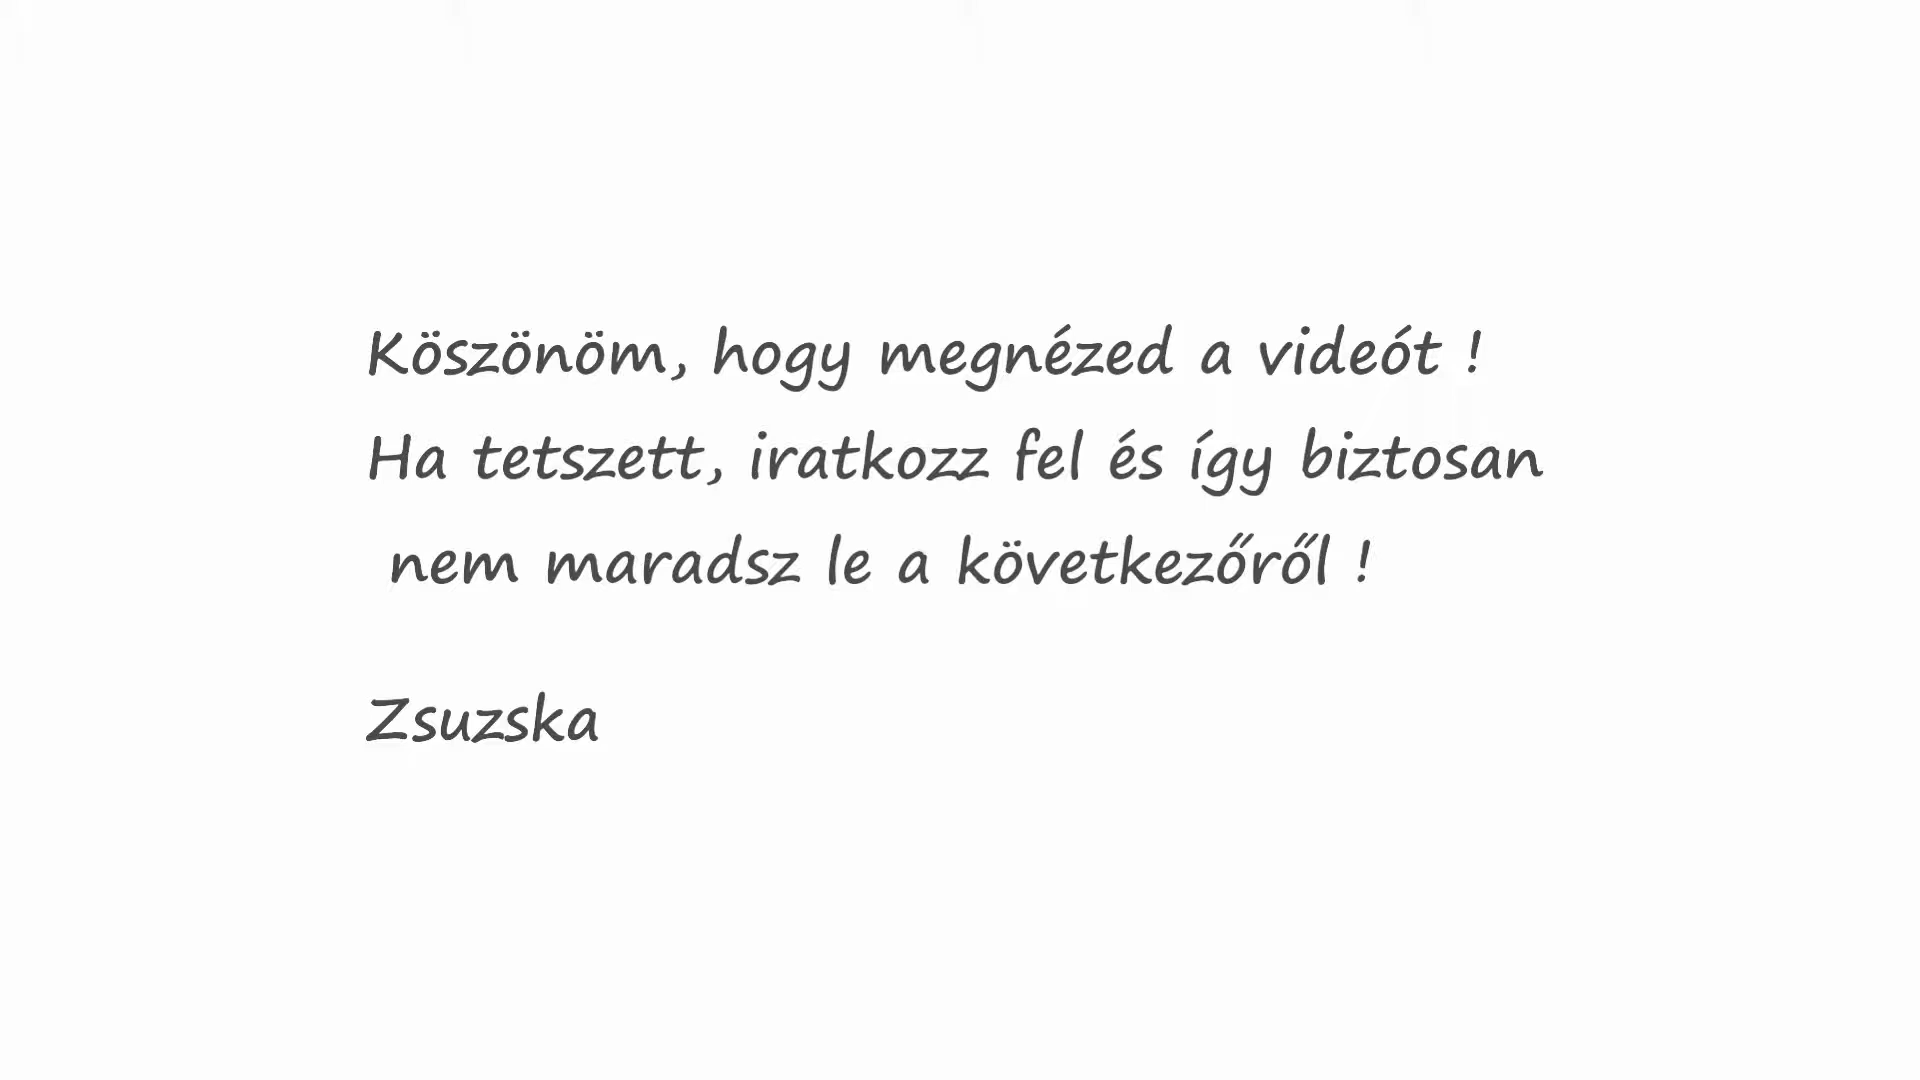 Köszönöm, hogy megnézed a videót !
Ha tetszett, iratkozz fel és így biztosan
nem maradsz le a következőről !
Zsuzska